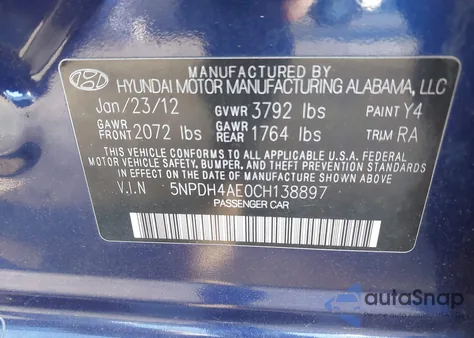 MANUFACTURED BY
HYUNDAI MOTOR MANUFACTURING ALABAMA, LLC
Jan/23/12 GVWR 3792 lbs PAINT Y4
GAWR FRONT 2072 lbs GAWR REAR 1764 lbs TRIM RA
THIS VEHICLE CONFORMS TO ALL APPLICABLE U.S FEDERAL
MOTOR VEHICLE SAFETY, BUMPER, AND THEFT PREVENTION
STANDARDS IN EFFECT ON THE DATE OF MANUFACTURE SHOWN
ABOVE.
V.I.N 5NPDH4AE0CH138897
PASSENGER CAR
autoSnap